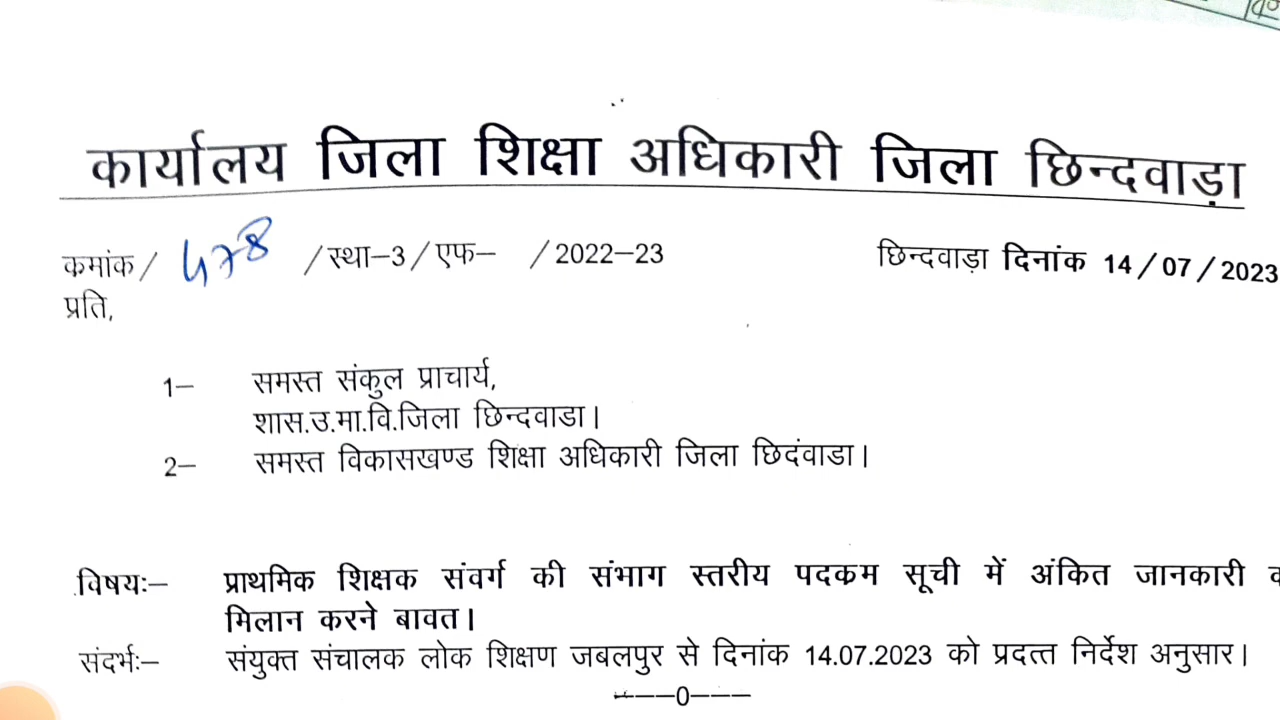 कार्यालय जिला शिक्षा अधिकारी जिला छिन्दवाड़ा
कमांक/ 478 /स्था–3/एफ– /2022–23 छिन्दवाड़ा दिनांक 14/07/2023
प्रति,
1– समस्त संकुल प्राचार्य,
शास.उ.मा.वि.जिला छिन्दवाडा।
2– समस्त विकासखण्ड शिक्षा अधिकारी जिला छिदंवाडा।
विषयः– प्राथमिक शिक्षक संवर्ग की संभाग स्तरीय पदकम सूची में अंकित जानकारी
मिलान करने बावत।
संदर्भः– संयुक्त संचालक लोक शिक्षण जबलपुर से दिनांक 14.07.2023 को प्रदत्त निर्देश अनुसार।
----0----